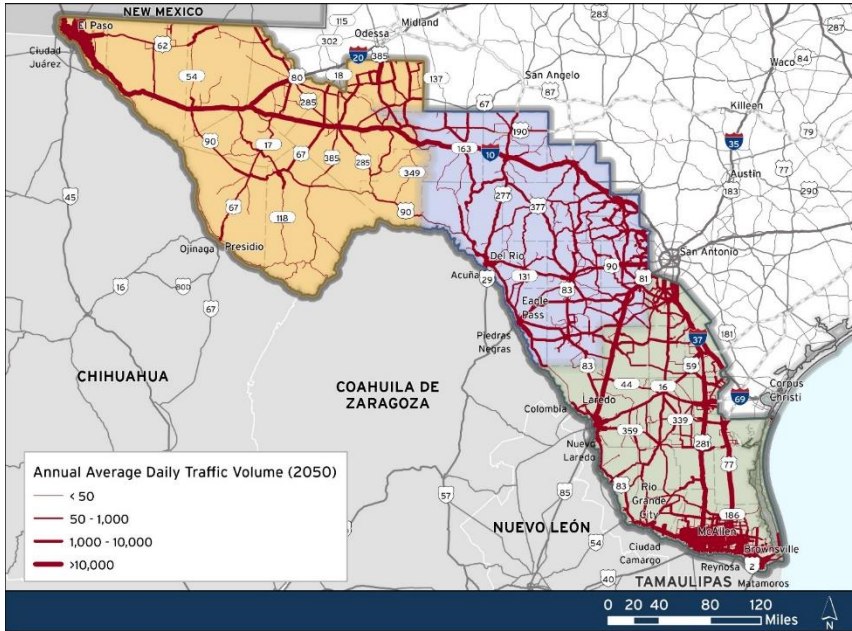 NEW MEXICO
El Paso
Ciudad
Juárez
62
54
115
302
Midland
Odessa
20
385
18
80
137
285
San Angelo
87
67
283
287
Waco
84
Killeen
35
79
77
Austin
183
290
190
163
10
90
17
67
385
285
349
277
377
67
118
90
45
Ojinaga
Presidio
16
67
Del Rio
Acuña
29
131
90
83
81
San Antonio
Eagle
Pass
Piedras
Negras
181
37
59
CHIHUAHUA
COAHUILA DE
ZARAGOZA
83
44
16
69
Corpus
Christi
Colombia
Laredo
339
359
281
77
Nuevo
Laredo
83
Rio
Grande
City
57
85
186
McAllen
NUEVO LEÓN
54
Ciudad
Camargo
Brownsville
Reynosa
2
40
TAMAULIPAS
Matamoros
Annual Average Daily Traffic Volume (2050)
< 50
50 - 1,000
1,000 - 10,000
>10,000
0 20 40 80 120
Miles
N